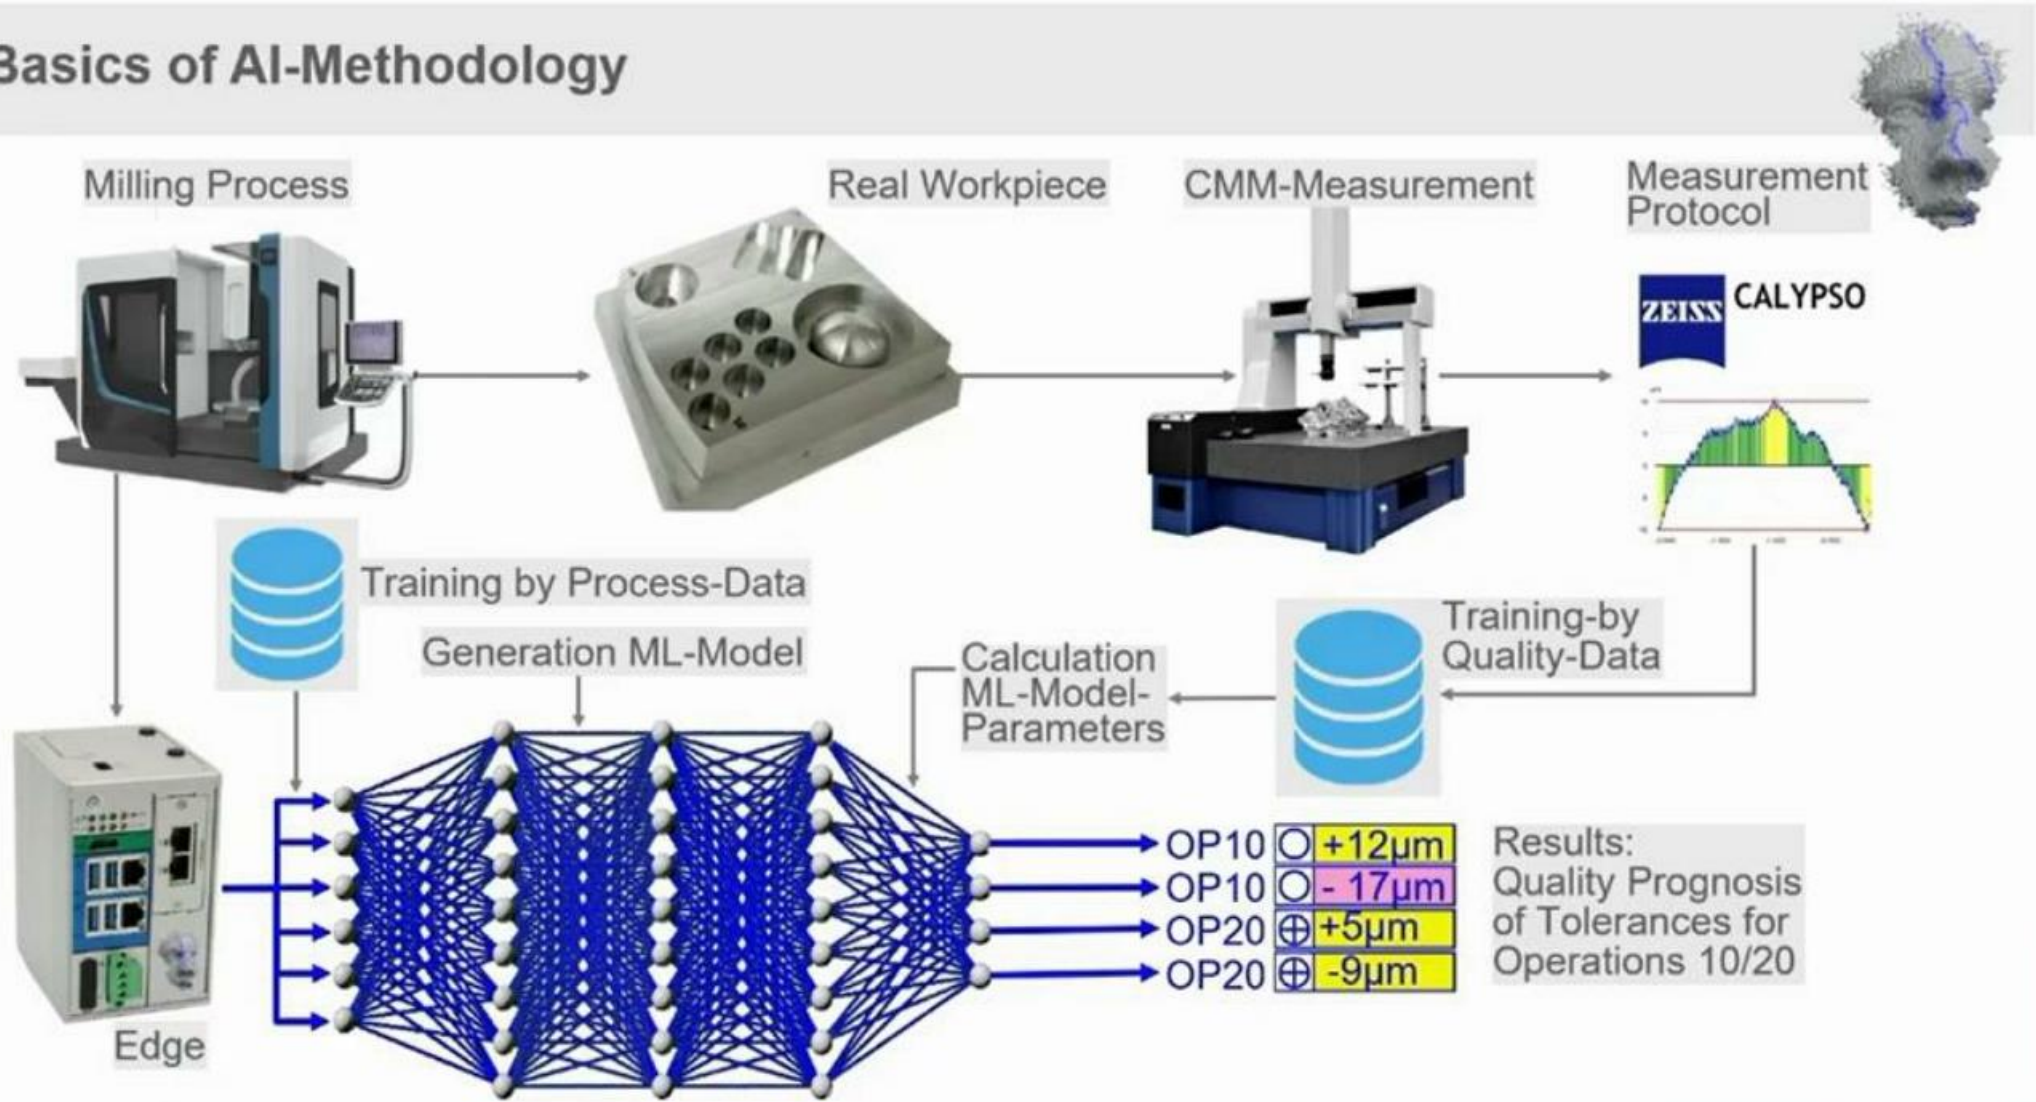 Basics of AI-Methodology
Milling Process
Real Workpiece
CMM-Measurement
Measurement
Protocol
ZEISS
CALYPSO
Training by Process-Data
Generation ML-Model
Calculation
ML-Model-
Parameters
Training-by
Quality-Data
Edge
OP10 +12µm
OP10 - 17µm
OP20 +5µm
OP20 -9µm
Results:
Quality Prognosis
of Tolerances for
Operations 10/20